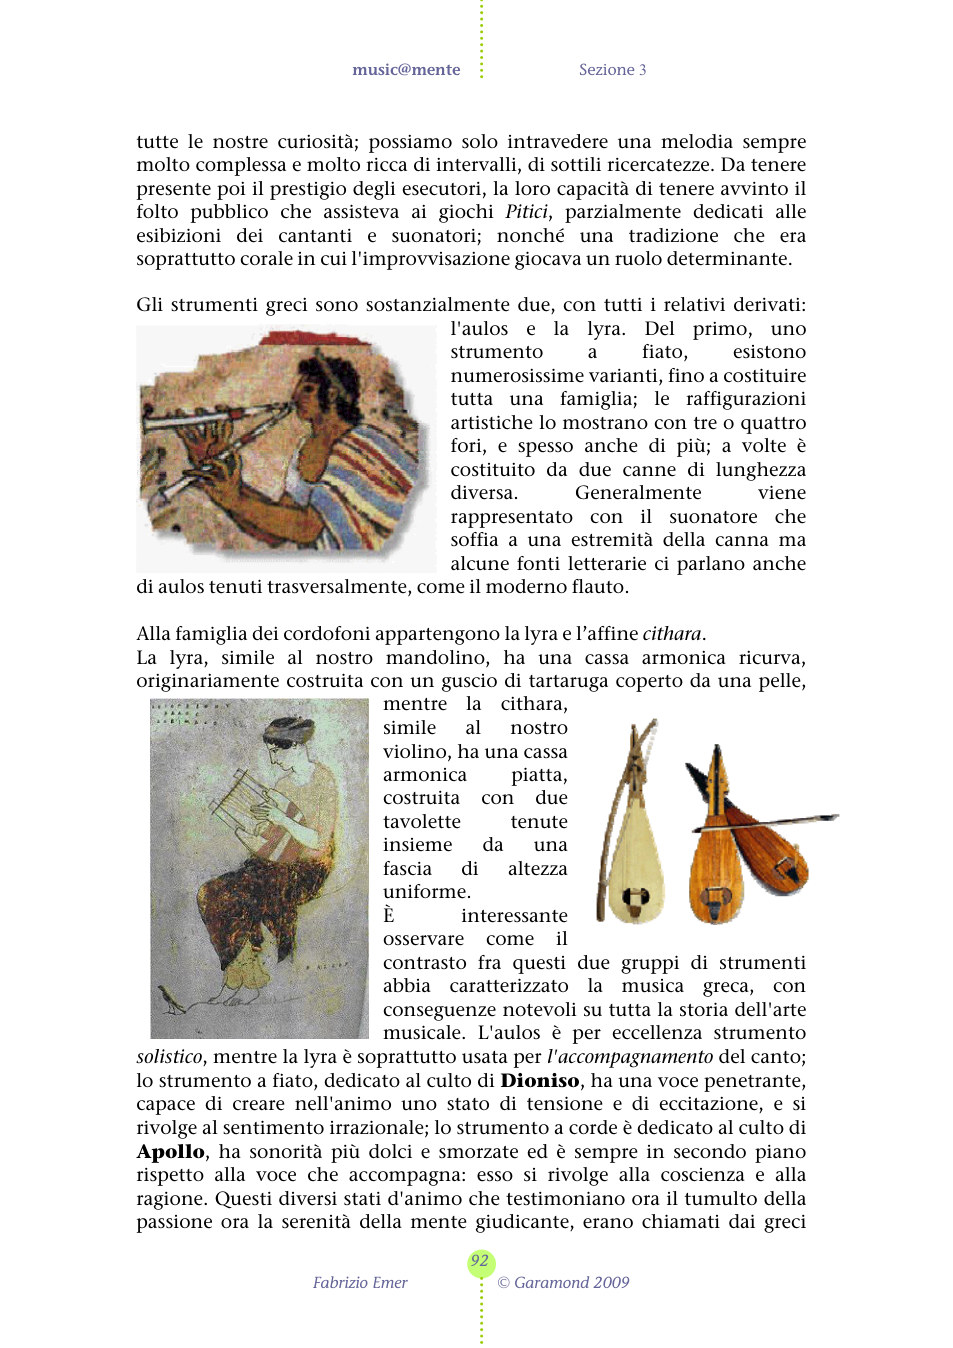 music@mente
Sezione 3
tutte le nostre curiosità; possiamo solo intravedere una melodia sempre
molto complessa e molto ricca di intervalli, di sottili ricercatezze. Da tenere
presente poi il prestigio degli esecutori, la loro capacità di tenere avvinto il
folto pubblico che assisteva ai giochi Pitici, parzialmente dedicati alle
esibizioni dei cantanti e suonatori; nonché una tradizione che era
soprattutto corale in cui l'improvvisazione giocava un ruolo determinante.
Gli strumenti greci sono sostanzialmente due, con tutti i relativi derivati:
l'aulos e la lyra. Del primo, uno
strumento a fiato, esistono
numerosissime varianti, fino a costituire
tutta una famiglia; le raffigurazioni
artistiche lo mostrano con tre o quattro
fori, e spesso anche di più; a volte è
costituito da due canne di lunghezza
diversa. Generalmente viene
rappresentato con il suonatore che
soffia a una estremità della canna ma
alcune fonti letterarie ci parlano anche
di aulos tenuti trasversalmente, come il moderno flauto.
Alla famiglia dei cordofoni appartengono la lyra e l’affine cithara.
La lyra, simile al nostro mandolino, ha una cassa armonica ricurva,
originariamente costruita con un guscio di tartaruga coperto da una pelle,
mentre la cithara,
simile al nostro
violino, ha una cassa
armonica piatta,
costruita con due
tavolette tenute
insieme da una
fascia di altezza
uniforme.
È interessante
osservare come il
contrasto fra questi due gruppi di strumenti
abbia caratterizzato la musica greca, con
conseguenze notevoli su tutta la storia dell'arte
musicale. L'aulos è per eccellenza strumento
solistico, mentre la lyra è soprattutto usata per l'accompagnamento del canto;
lo strumento a fiato, dedicato al culto di Dioniso, ha una voce penetrante,
capace di creare nell'animo uno stato di tensione e di eccitazione, e si
rivolge al sentimento irrazionale; lo strumento a corde è dedicato al culto di
Apollo, ha sonorità più dolci e smorzate ed è sempre in secondo piano
rispetto alla voce che accompagna: esso si rivolge alla coscienza e alla
ragione. Questi diversi stati d'animo che testimoniano ora il tumulto della
passione ora la serenità della mente giudicante, erano chiamati dai greci
92
Fabrizio Emer
© Garamond 2009